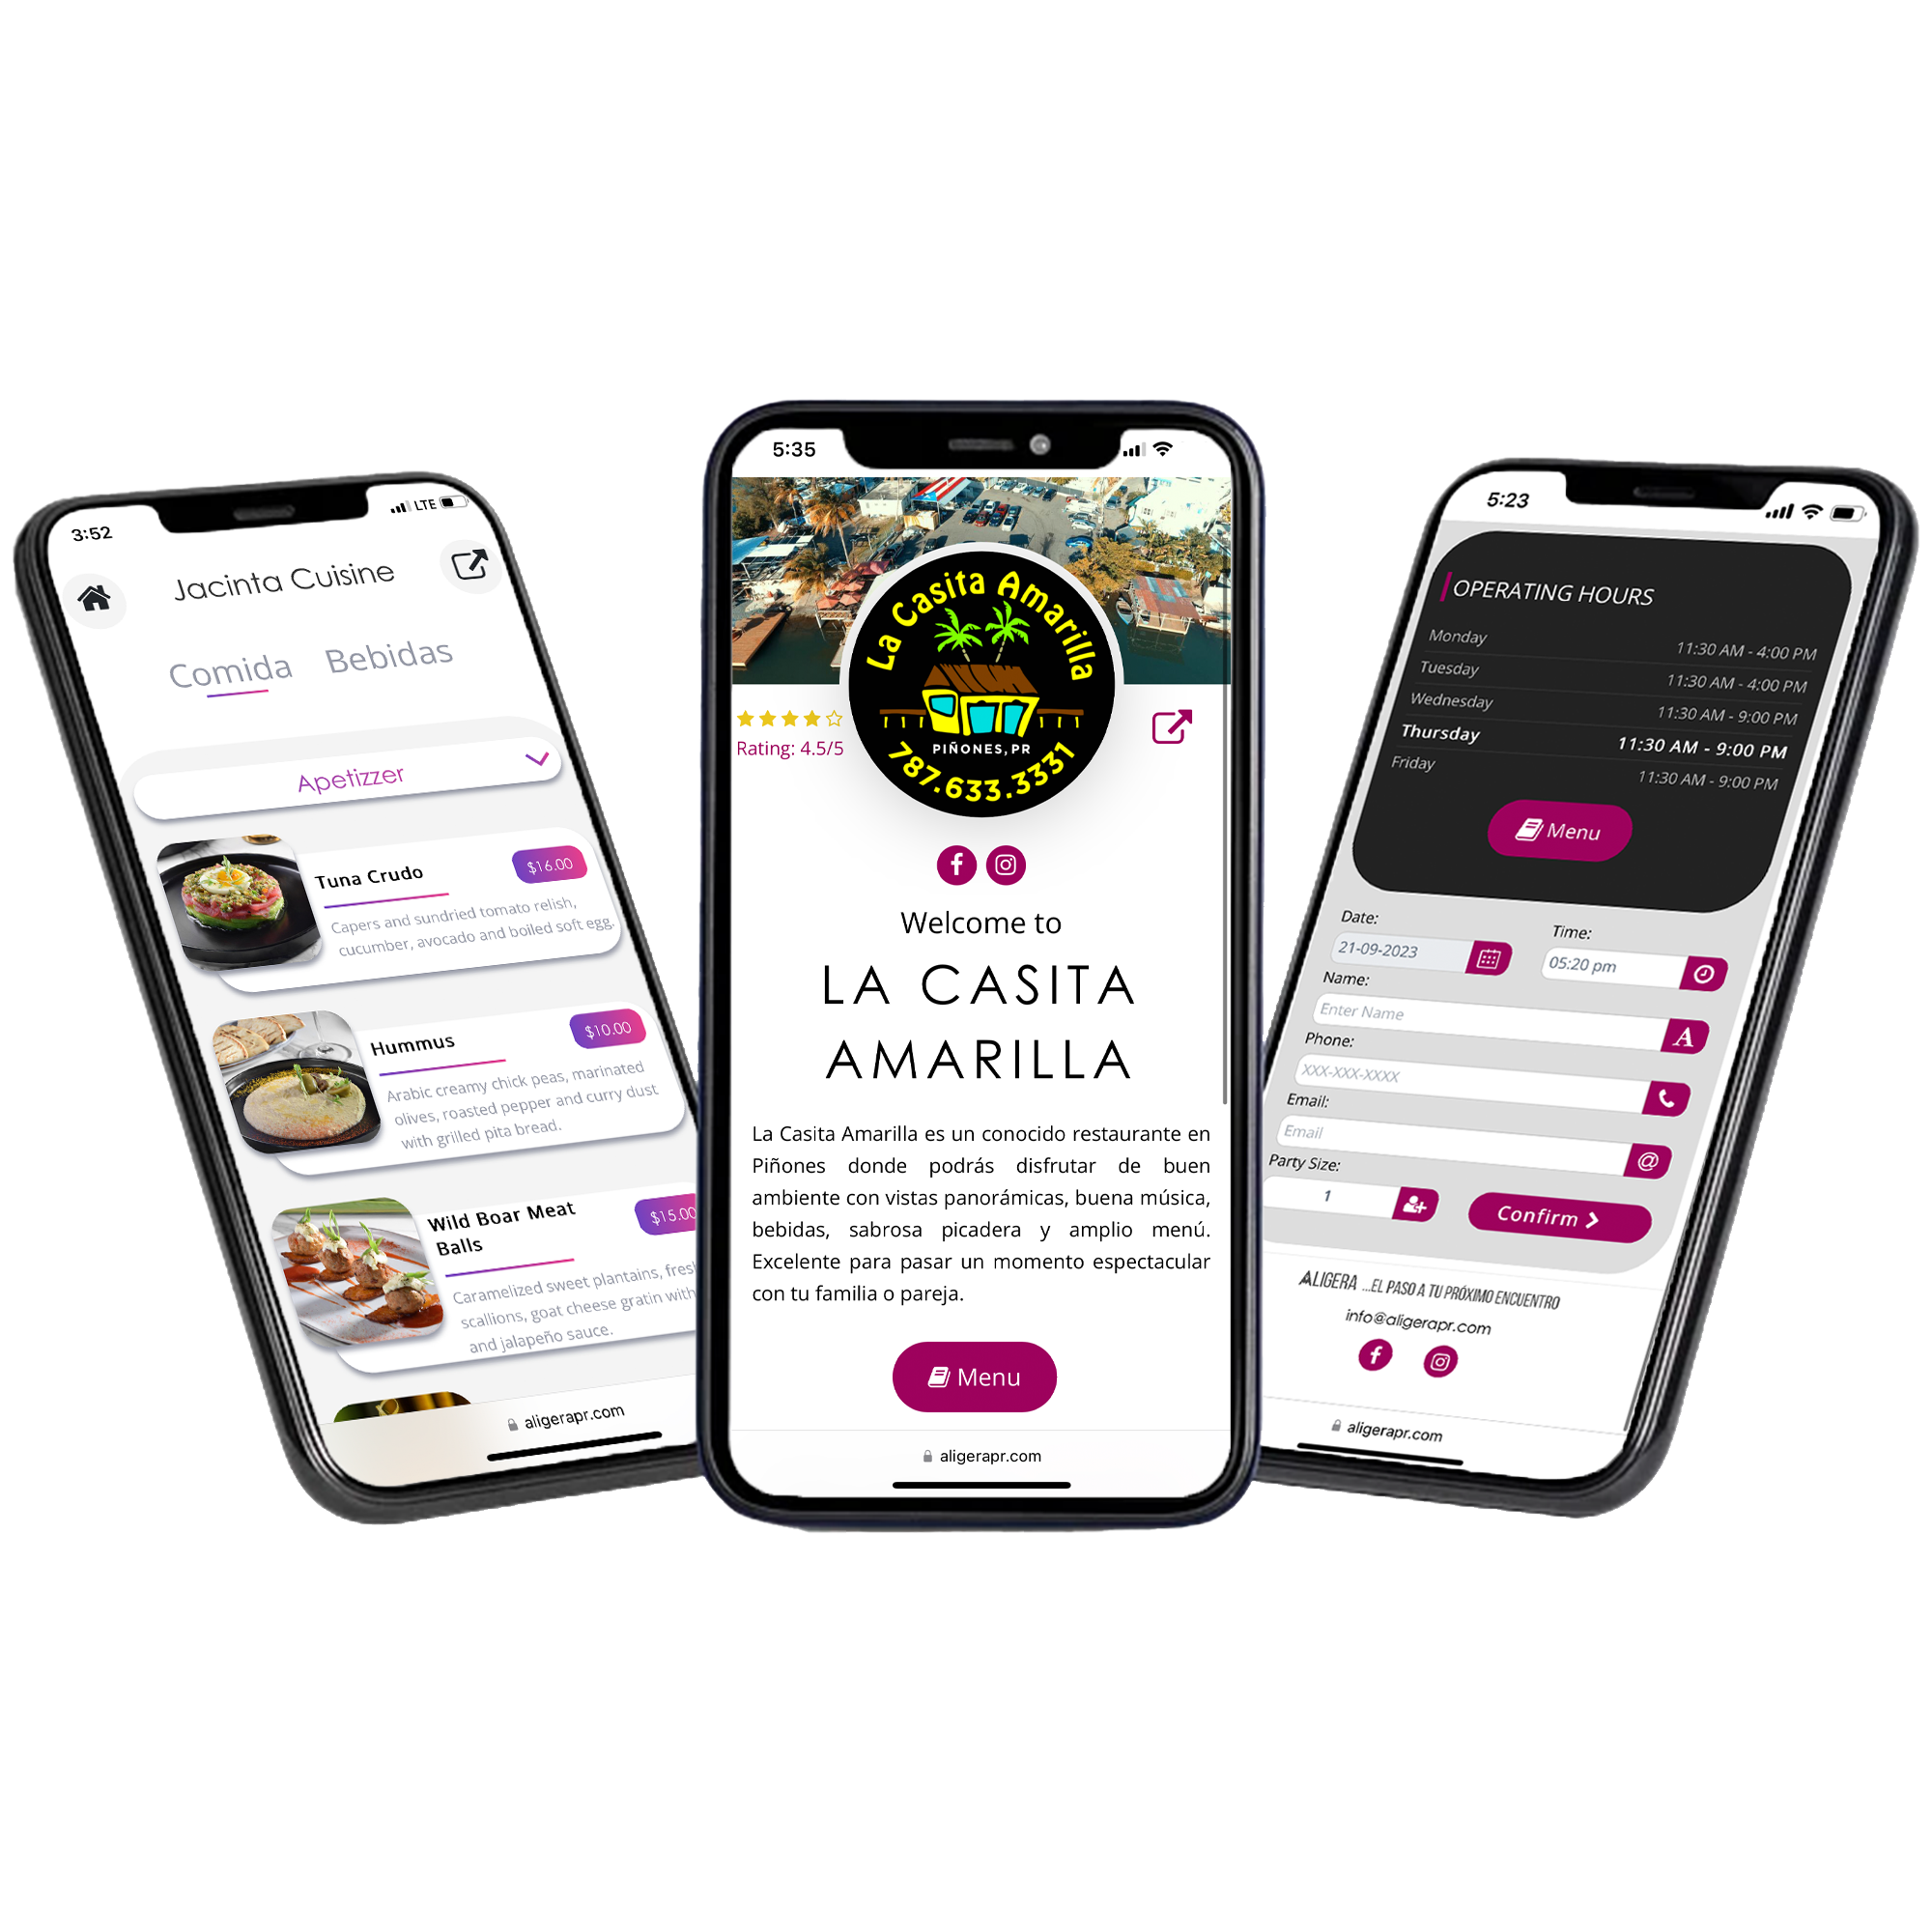 3:52
LTE
Jacinta Cuisine
Comida Bebidas
Apetizzer
Tuna Crudo
$16.00
Capers and sundried tomato relish,
cucumber, avocado and boiled soft egg.
Hummus
$10.00
Arabic creamy chick peas, marinated
olives, roasted pepper and curry dust
with grilled pita bread.
Wild Boar Meat
Balls
$15.00
Caramelized sweet plantains,
scallions, goat cheese gratin with
and jalapeño sauce.
aligerapr.com
5:35
La Casita Amarilla
PIÑONES, PR
787.633.3331
Rating: 4.5/5
Welcome to
LA CASITA
AMARILLA
La Casita Amarilla es un conocido restaurante en
Piñones donde podrás disfrutar de buen
ambiente con vistas panorámicas, buena música,
bebidas, sabrosa picadera y amplio menú.
Excelente para pasar un momento espectacular
con tu familia o pareja.
Menu
aligerapr.com
5:23
OPERATING HOURS
Monday 11:30 AM - 4:00 PM
Tuesday 11:30 AM - 4:00 PM
Wednesday 11:30 AM - 9:00 PM
Thursday 11:30 AM - 9:00 PM
Friday 11:30 AM - 9:00 PM
Menu
Date: Time:
21-09-2023 05:20 pm
Name:
Enter Name
A
Phone:
XXX-XXX-XXXX
Email:
Email
@
Party Size:
1
Confirm
ALIGERA ...EL PASO A TU PRÓXIMO ENCUENTRO
info@aligerapr.com
aligerapr.com